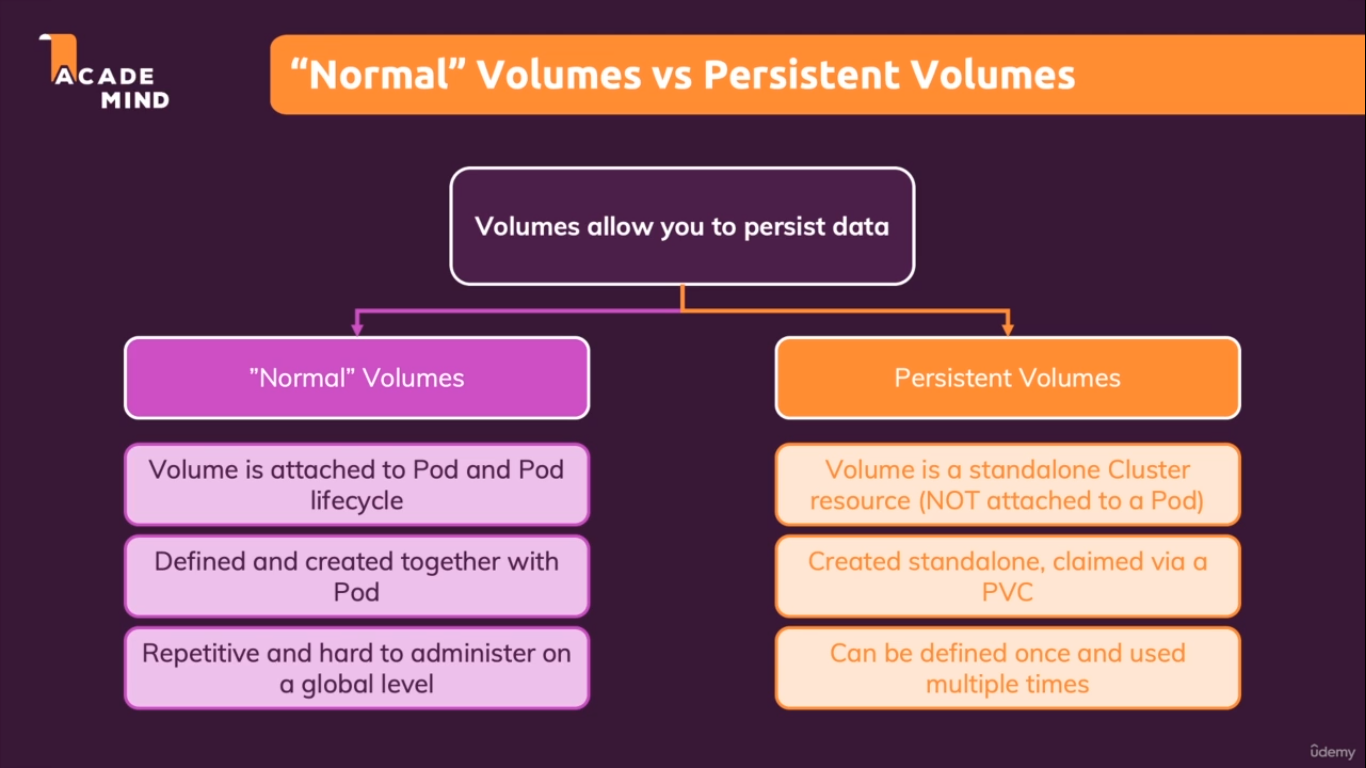 ACADE
MIND
“Normal” Volumes vs Persistent Volumes
Volumes allow you to persist data
”Normal” Volumes
Volume is attached to Pod and Pod
lifecycle
Defined and created together with
Pod
Repetitive and hard to administer on
a global level
Persistent Volumes
Volume is a standalone Cluster
resource (NOT attached to a Pod)
Created standalone, claimed via a
PVC
Can be defined once and used
multiple times
ûdemy